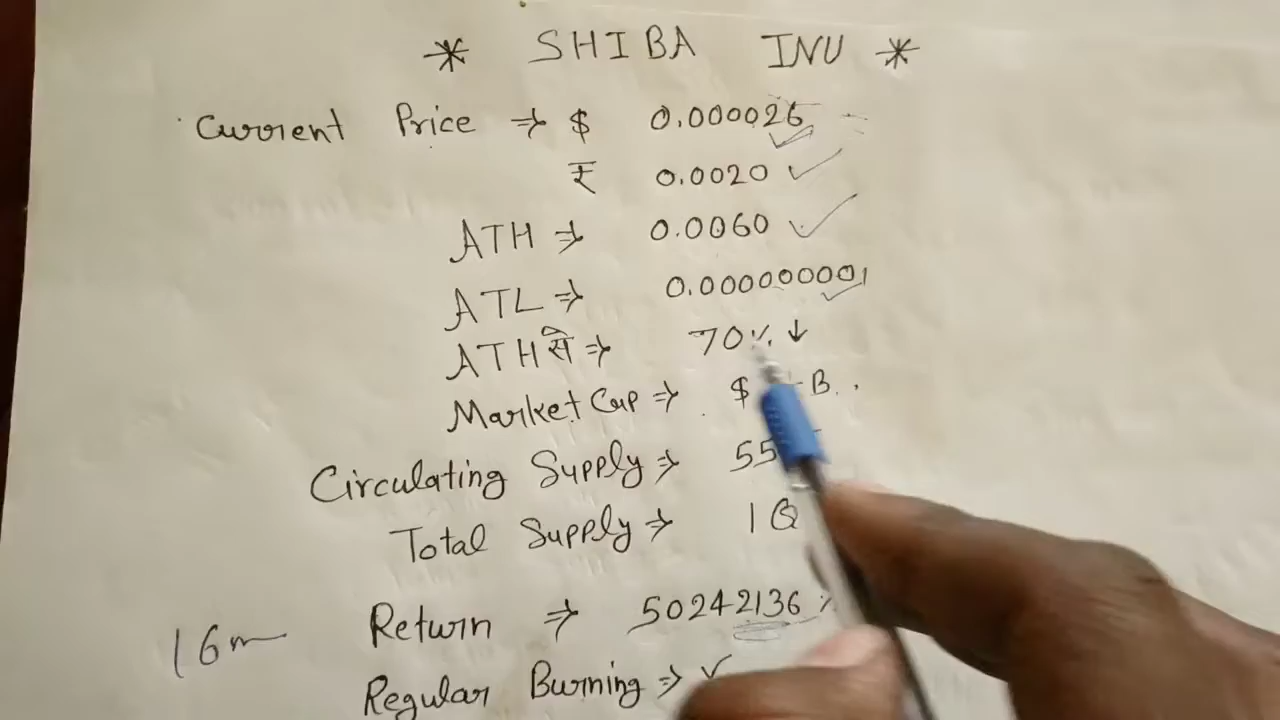 * SHIBA INU *
Current Price ⇒ $ 0.000026
₹ 0.0020
ATH ⇒ 0.0060
ATL ⇒ 0.000000001
ATH से ⇒ 70% ↓
Market Cap ⇒ $ B.
Circulating Supply ⇒ 55
Total Supply ⇒ 1Q
16m Return ⇒ 50242136 %
Regular Burning ⇒ ✓